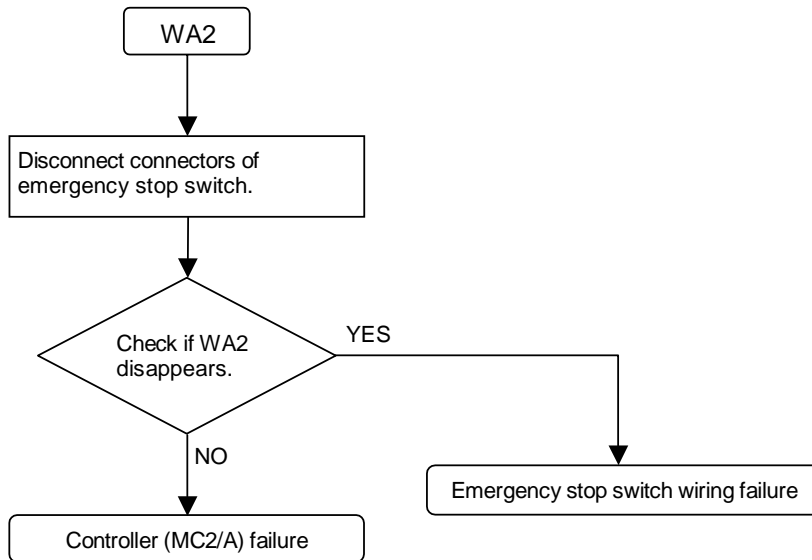 WA2
Disconnect connectors of
emergency stop switch.
Check if WA2
disappears.
YES
NO
Emergency stop switch wiring failure
Controller (MC2/A) failure